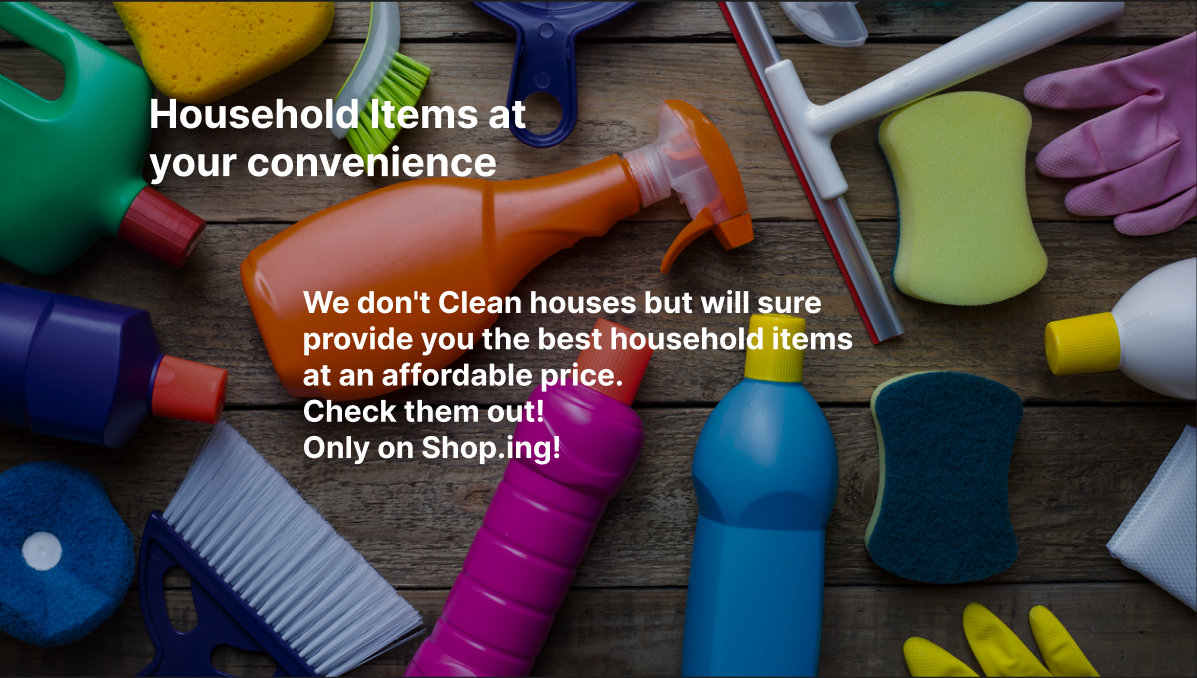 Household Items at
your convenience
We don't Clean houses but will sure
provide you the best household items
at an affordable price.
Check them out!
Only on Shop.ing!